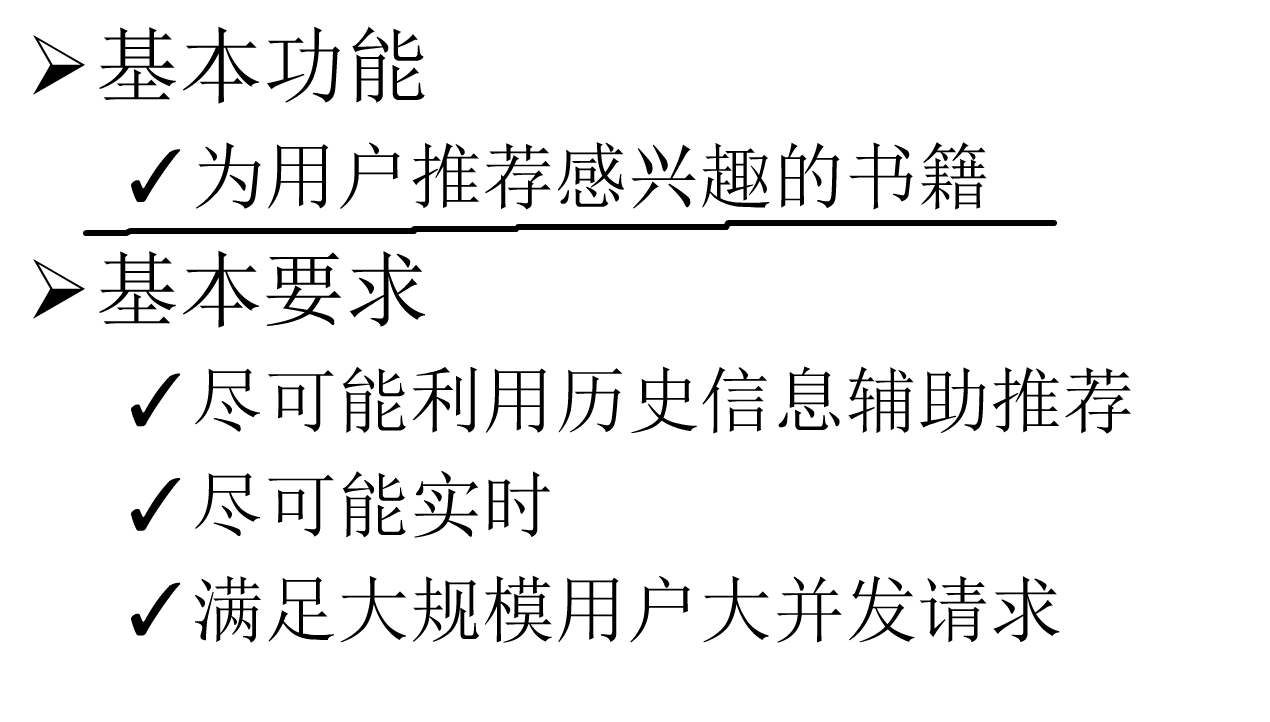 ➢基本功能
✓为用户推荐感兴趣的书籍
➢基本要求
✓尽可能利用历史信息辅助推荐
✓尽可能实时
✓满足大规模用户大并发请求